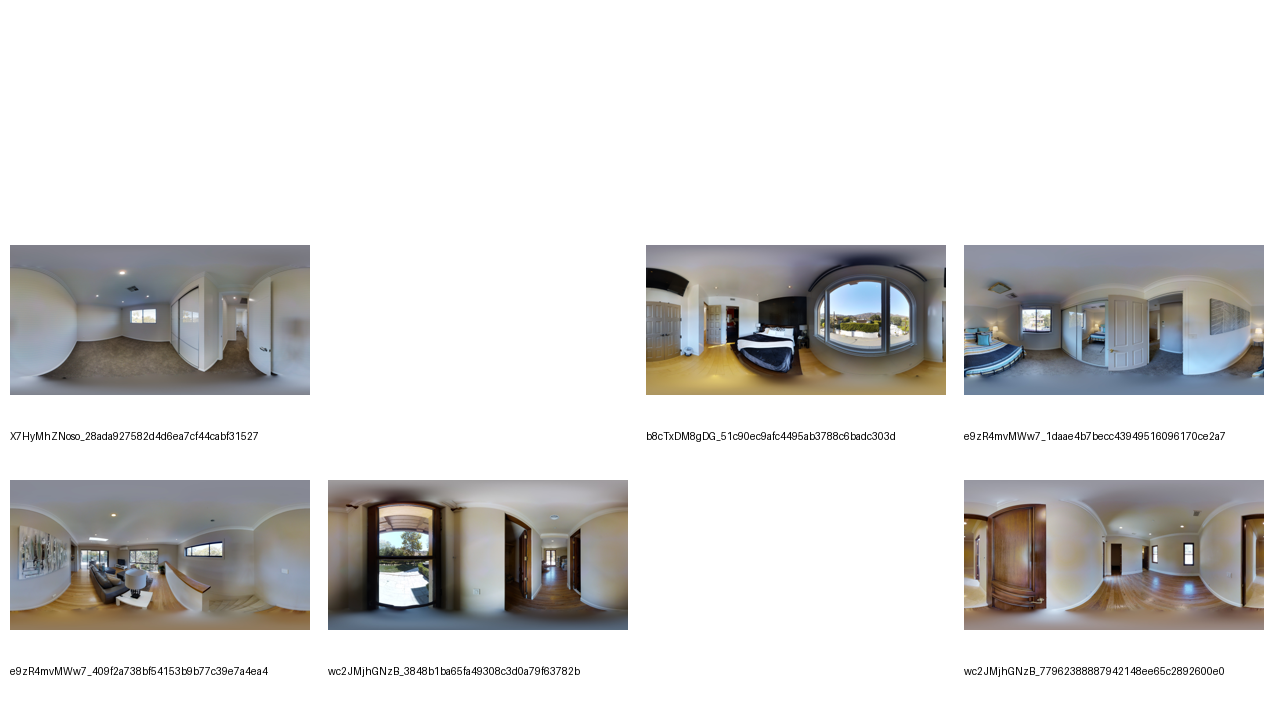 X7HyMhZNoso_28ada927582d4d6ea7cf44cabf31527
b8cTxDM8gDG_51c90ec9afc4495ab3788c6badc303d
e9zR4mvMWw7_1daae4b7becc43949516096170ce2a7
e9zR4mvMWw7_409f2a738bf54153b9b77c39e7a4ea4
wc2JMjhGNzB_3848b1ba65fa49308c3d0a79f63782b
wc2JMjhGNzB_77962388887942148ee65c2892600e0